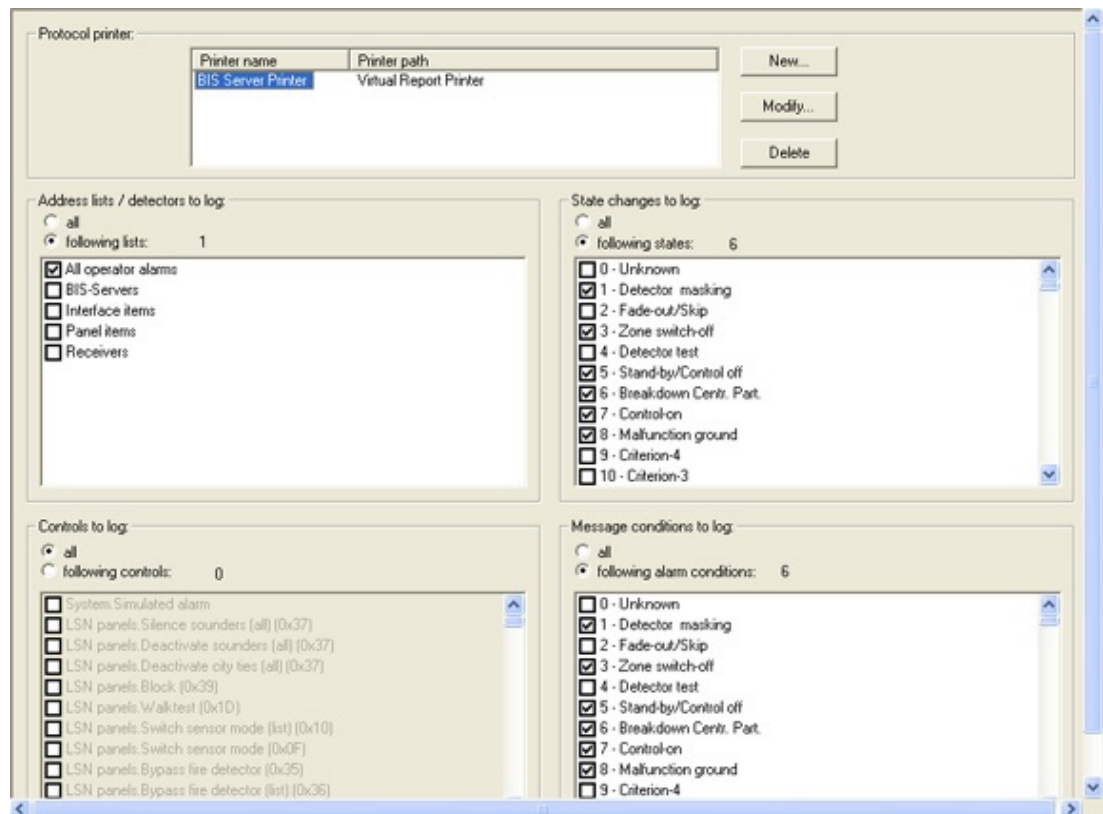 Protocol printer:
Printer name Printer path
BIS Server Printer Virtual Report Printer
New...
Modify...
Delete
Address lists / detectors to log:
all
following lists: 1
All operator alarms
BIS-Servers
Interface items
Panel items
Receivers
State changes to log:
all
following states: 6
0 - Unknown
1 - Detector masking
2 - Fade-out/Skip
3 - Zone switch-off
4 - Detector test
5 - Stand-by/Control off
6 - Breakdown Centr. Part.
7 - Control-on
8 - Malfunction ground
9 - Criterion-4
10 - Criterion-3
Controls to log:
all
following controls: 0
System.Simulated alarm
LSN panels.Silence sounders (all) (0x37)
LSN panels.Deactivate sounders (all) (0x37)
LSN panels.Deactivate city ties (all) (0x37)
LSN panels.Block (0x39)
LSN panels.Walktest (0x1D)
LSN panels.Switch sensor mode (list) (0x10)
LSN panels.Switch sensor mode (0x0F)
LSN panels.Bypass fire detector (0x35)
LSN panels.Bypass fire detector (list) (0x36)
Message conditions to log:
all
following alarm conditions: 6
0 - Unknown
1 - Detector masking
2 - Fade-out/Skip
3 - Zone switch-off
4 - Detector test
5 - Stand-by/Control off
6 - Breakdown Centr. Part.
7 - Control-on
8 - Malfunction ground
9 - Criterion-4